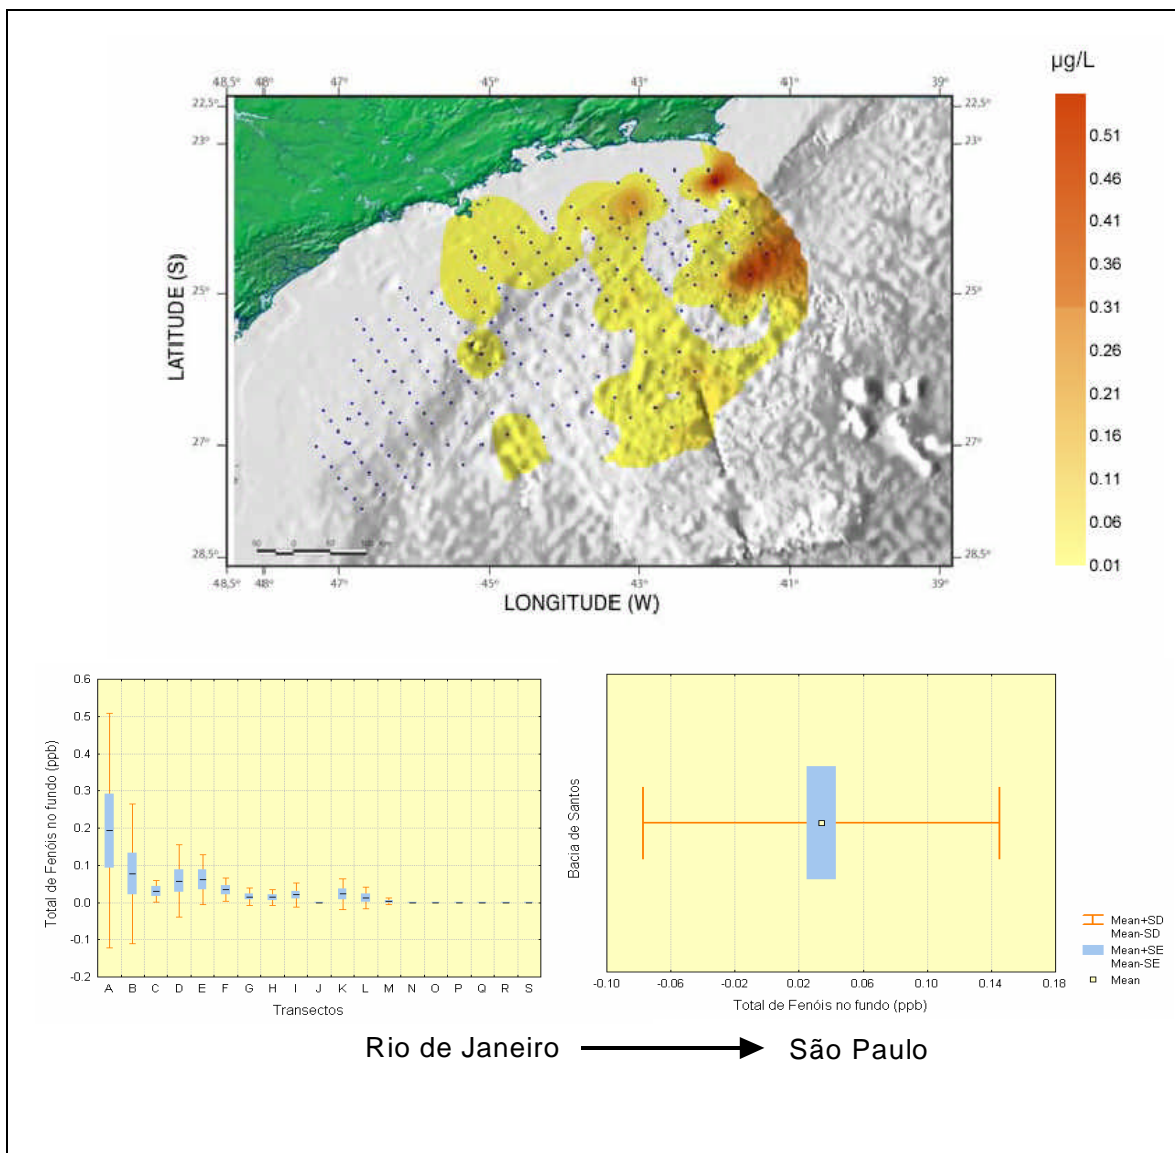 µg/L
48,5° 48° 47° 45° 43° 41° 39°
22,5° 22,5°
23° 23°
25° 25°
27° 27°
28,5° 28,5°
LATITUDE (S)
48,5° 48° 47° 45° 43° 41° 39°
LONGITUDE (W)
0.51
0.46
0.41
0.36
0.31
0.26
0.21
0.16
0.11
0.06
0.01
Total de Fenóis no fundo (ppb)
0.6
0.5
0.4
0.3
0.2
0.1
0.0
-0.1
-0.2
A B C D E F G H I J K L M N O P Q R S
Transectos
Bacia de Santos
-0.10 -0.06 -0.02 0.02 0.06 0.10 0.14 0.18
Total de Fenóis no fundo (ppb)
Mean+SD
Mean-SD
Mean+SE
Mean-SE
Mean
Rio de Janeiro São Paulo